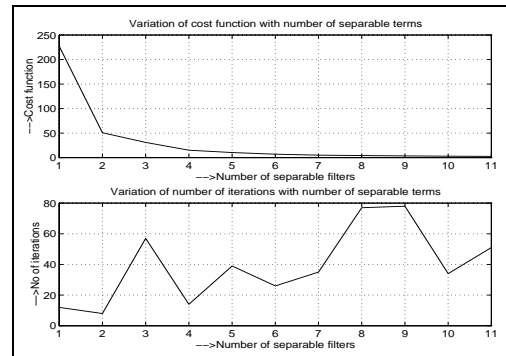 Variation of cost function with number of separable terms
250
200
150
100
50
0
-->Cost function
1 2 3 4 5 6 7 8 9 10 11
-->Number of separable filters
Variation of number of iterations with number of separable terms
80
60
40
20
0
-->No of iterations
1 2 3 4 5 6 7 8 9 10 11
-->Number of separable filters